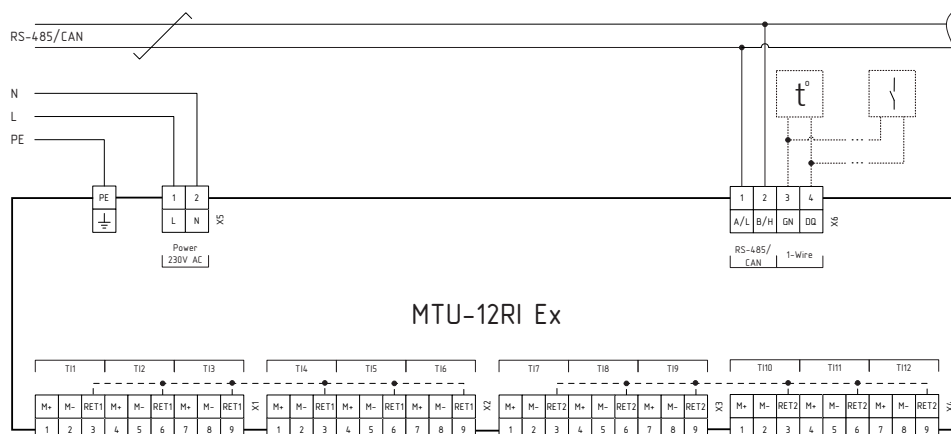 RS-485/CAN
N
L
PE
t°
PE 1 2 1 2 3 4
L N X5 A/L B/H GN DQ X6
Power
230V AC
RS-485/
CAN
1-Wire
MTU-12RI Ex
TI1 TI2 TI3 TI4 TI5 TI6 TI7 TI8 TI9 TI10 TI11 TI12
M+ M- RET1 M+ M- RET1 M+ M- RET1 X1 M+ M- RET1 M+ M- RET1 M+ M- RET1 X2 M+ M- RET2 M+ M- RET2 M+ M- RET2 X3 M+ M- RET2 M+ M- RET2 M+ M- RET2 X4
1 2 3 4 5 6 7 8 9 1 2 3 4 5 6 7 8 9 1 2 3 4 5 6 7 8 9 1 2 3 4 5 6 7 8 9